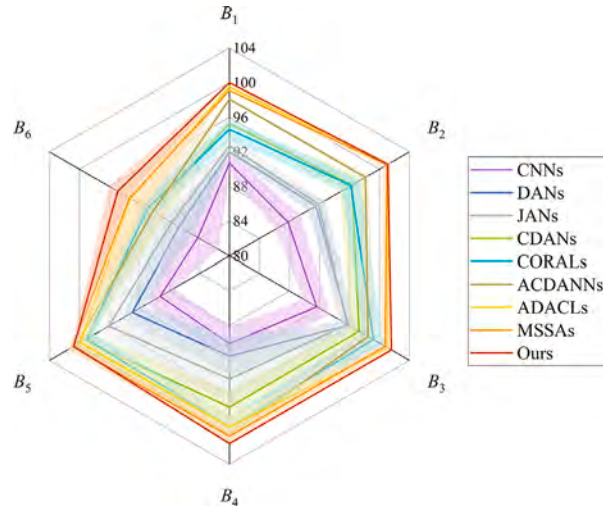 B1
104
100
96
92
88
84
80
B2
B3
B4
B5
B6
CNNs
DANs
JANs
CDANs
CORALs
ACDANNs
ADACLs
MSSAs
Ours